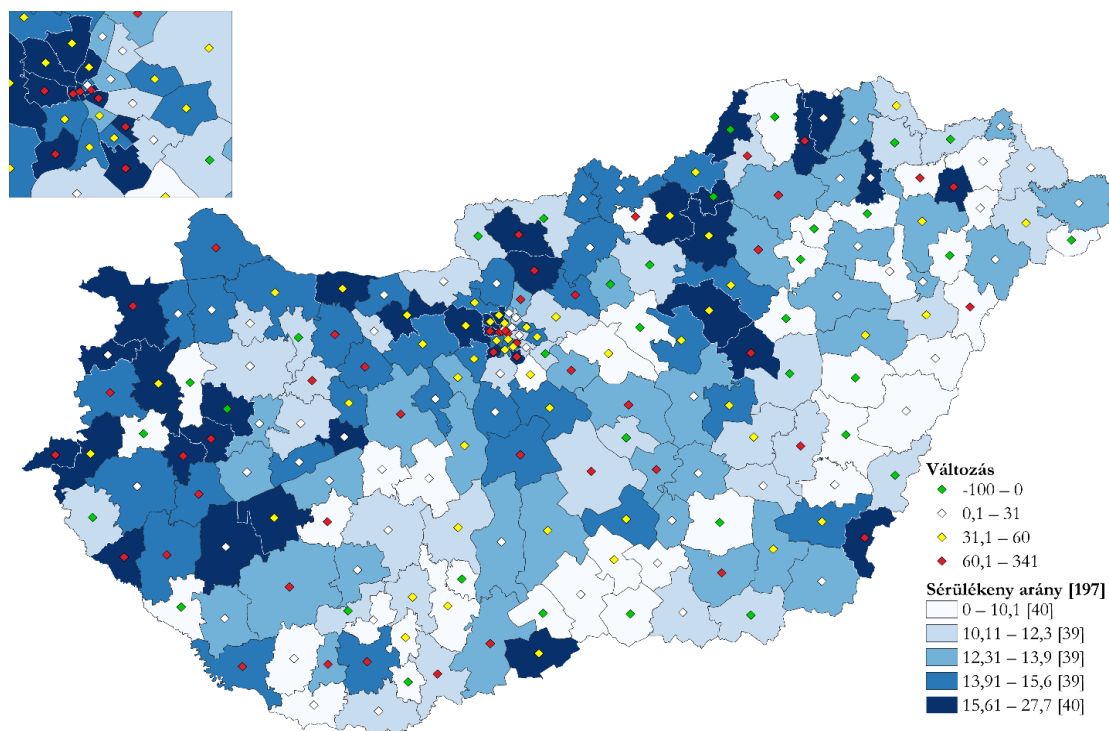 Változás
-100 – 0
0,1 – 31
31,1 – 60
60,1 – 341
Sérülékeny arány [197]
0 – 10,1 [40]
10,11 – 12,3 [39]
12,31 – 13,9 [39]
13,91 – 15,6 [39]
15,61 – 27,7 [40]